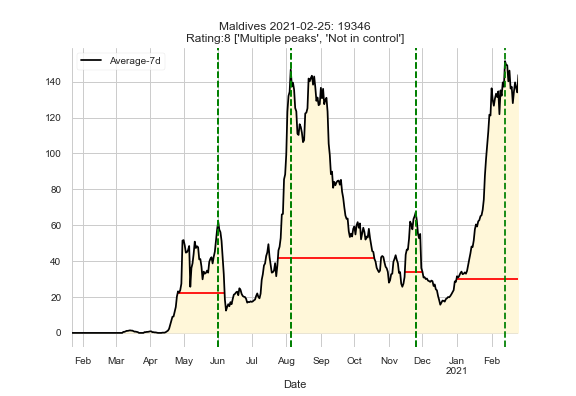 Maldives 2021-02-25: 19346
Rating:8 ['Multiple peaks', 'Not in control']
Average-7d
140
120
100
80
60
40
20
0
Feb Mar Apr May Jun Jul Aug Sep Oct Nov Dec Jan Feb
2021
Date